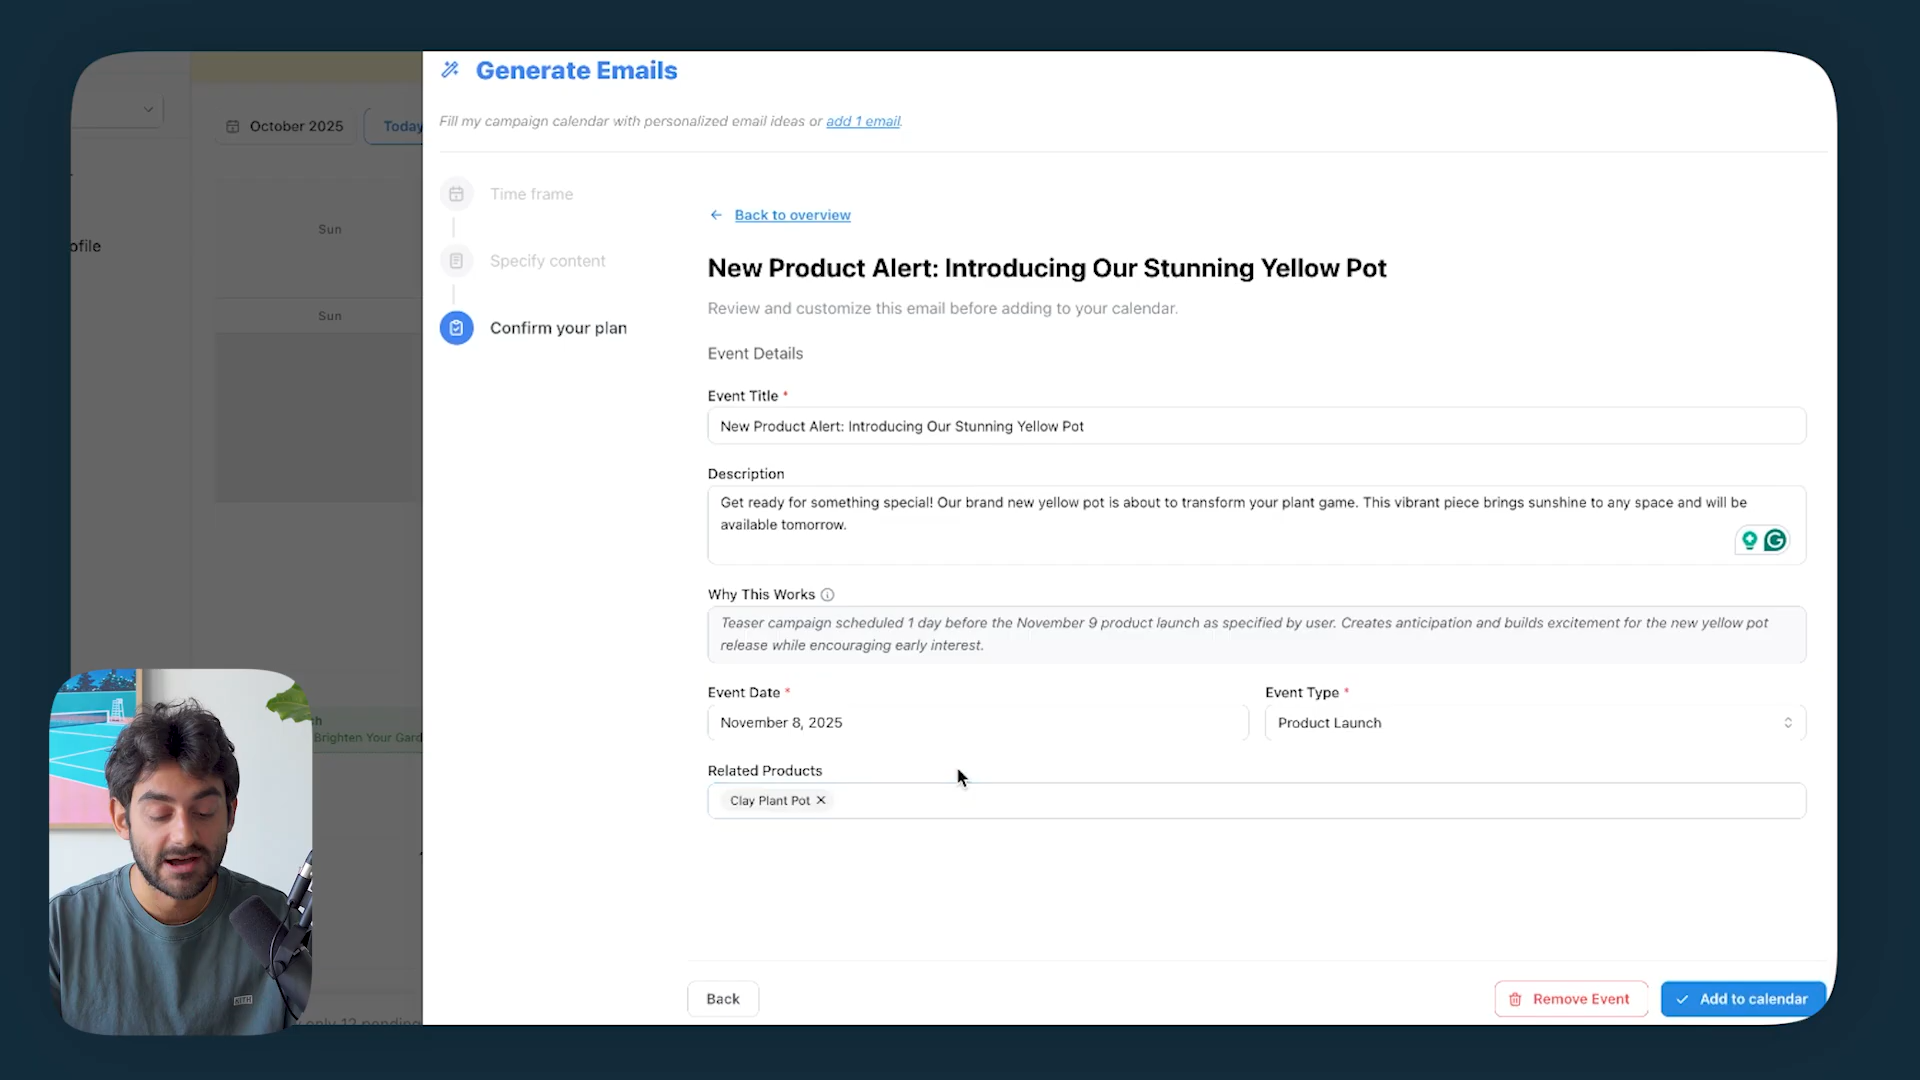 Generate Emails
Fill my campaign calendar with personalized email ideas or add 1 email.
October 2025
Today
Time frame
Back to overview
ofile
Sun
Specify content
New Product Alert: Introducing Our Stunning Yellow Pot
Review and customize this email before adding to your calendar.
Sun
Confirm your plan
Event Details
Event Title *
New Product Alert: Introducing Our Stunning Yellow Pot
Description
Get ready for something special! Our brand new yellow pot is about to transform your plant game. This vibrant piece brings sunshine to any space and will be
available tomorrow.
Why This Works
Teaser campaign scheduled 1 day before the November 9 product launch as specified by user. Creates anticipation and builds excitement for the new yellow pot
release while encouraging early interest.
Event Date *
Event Type *
November 8, 2025
Product Launch
Brighten Your Gard
Related Products
Clay Plant Pot
Back
Remove Event
Add to calendar
KITH
only 12 pending